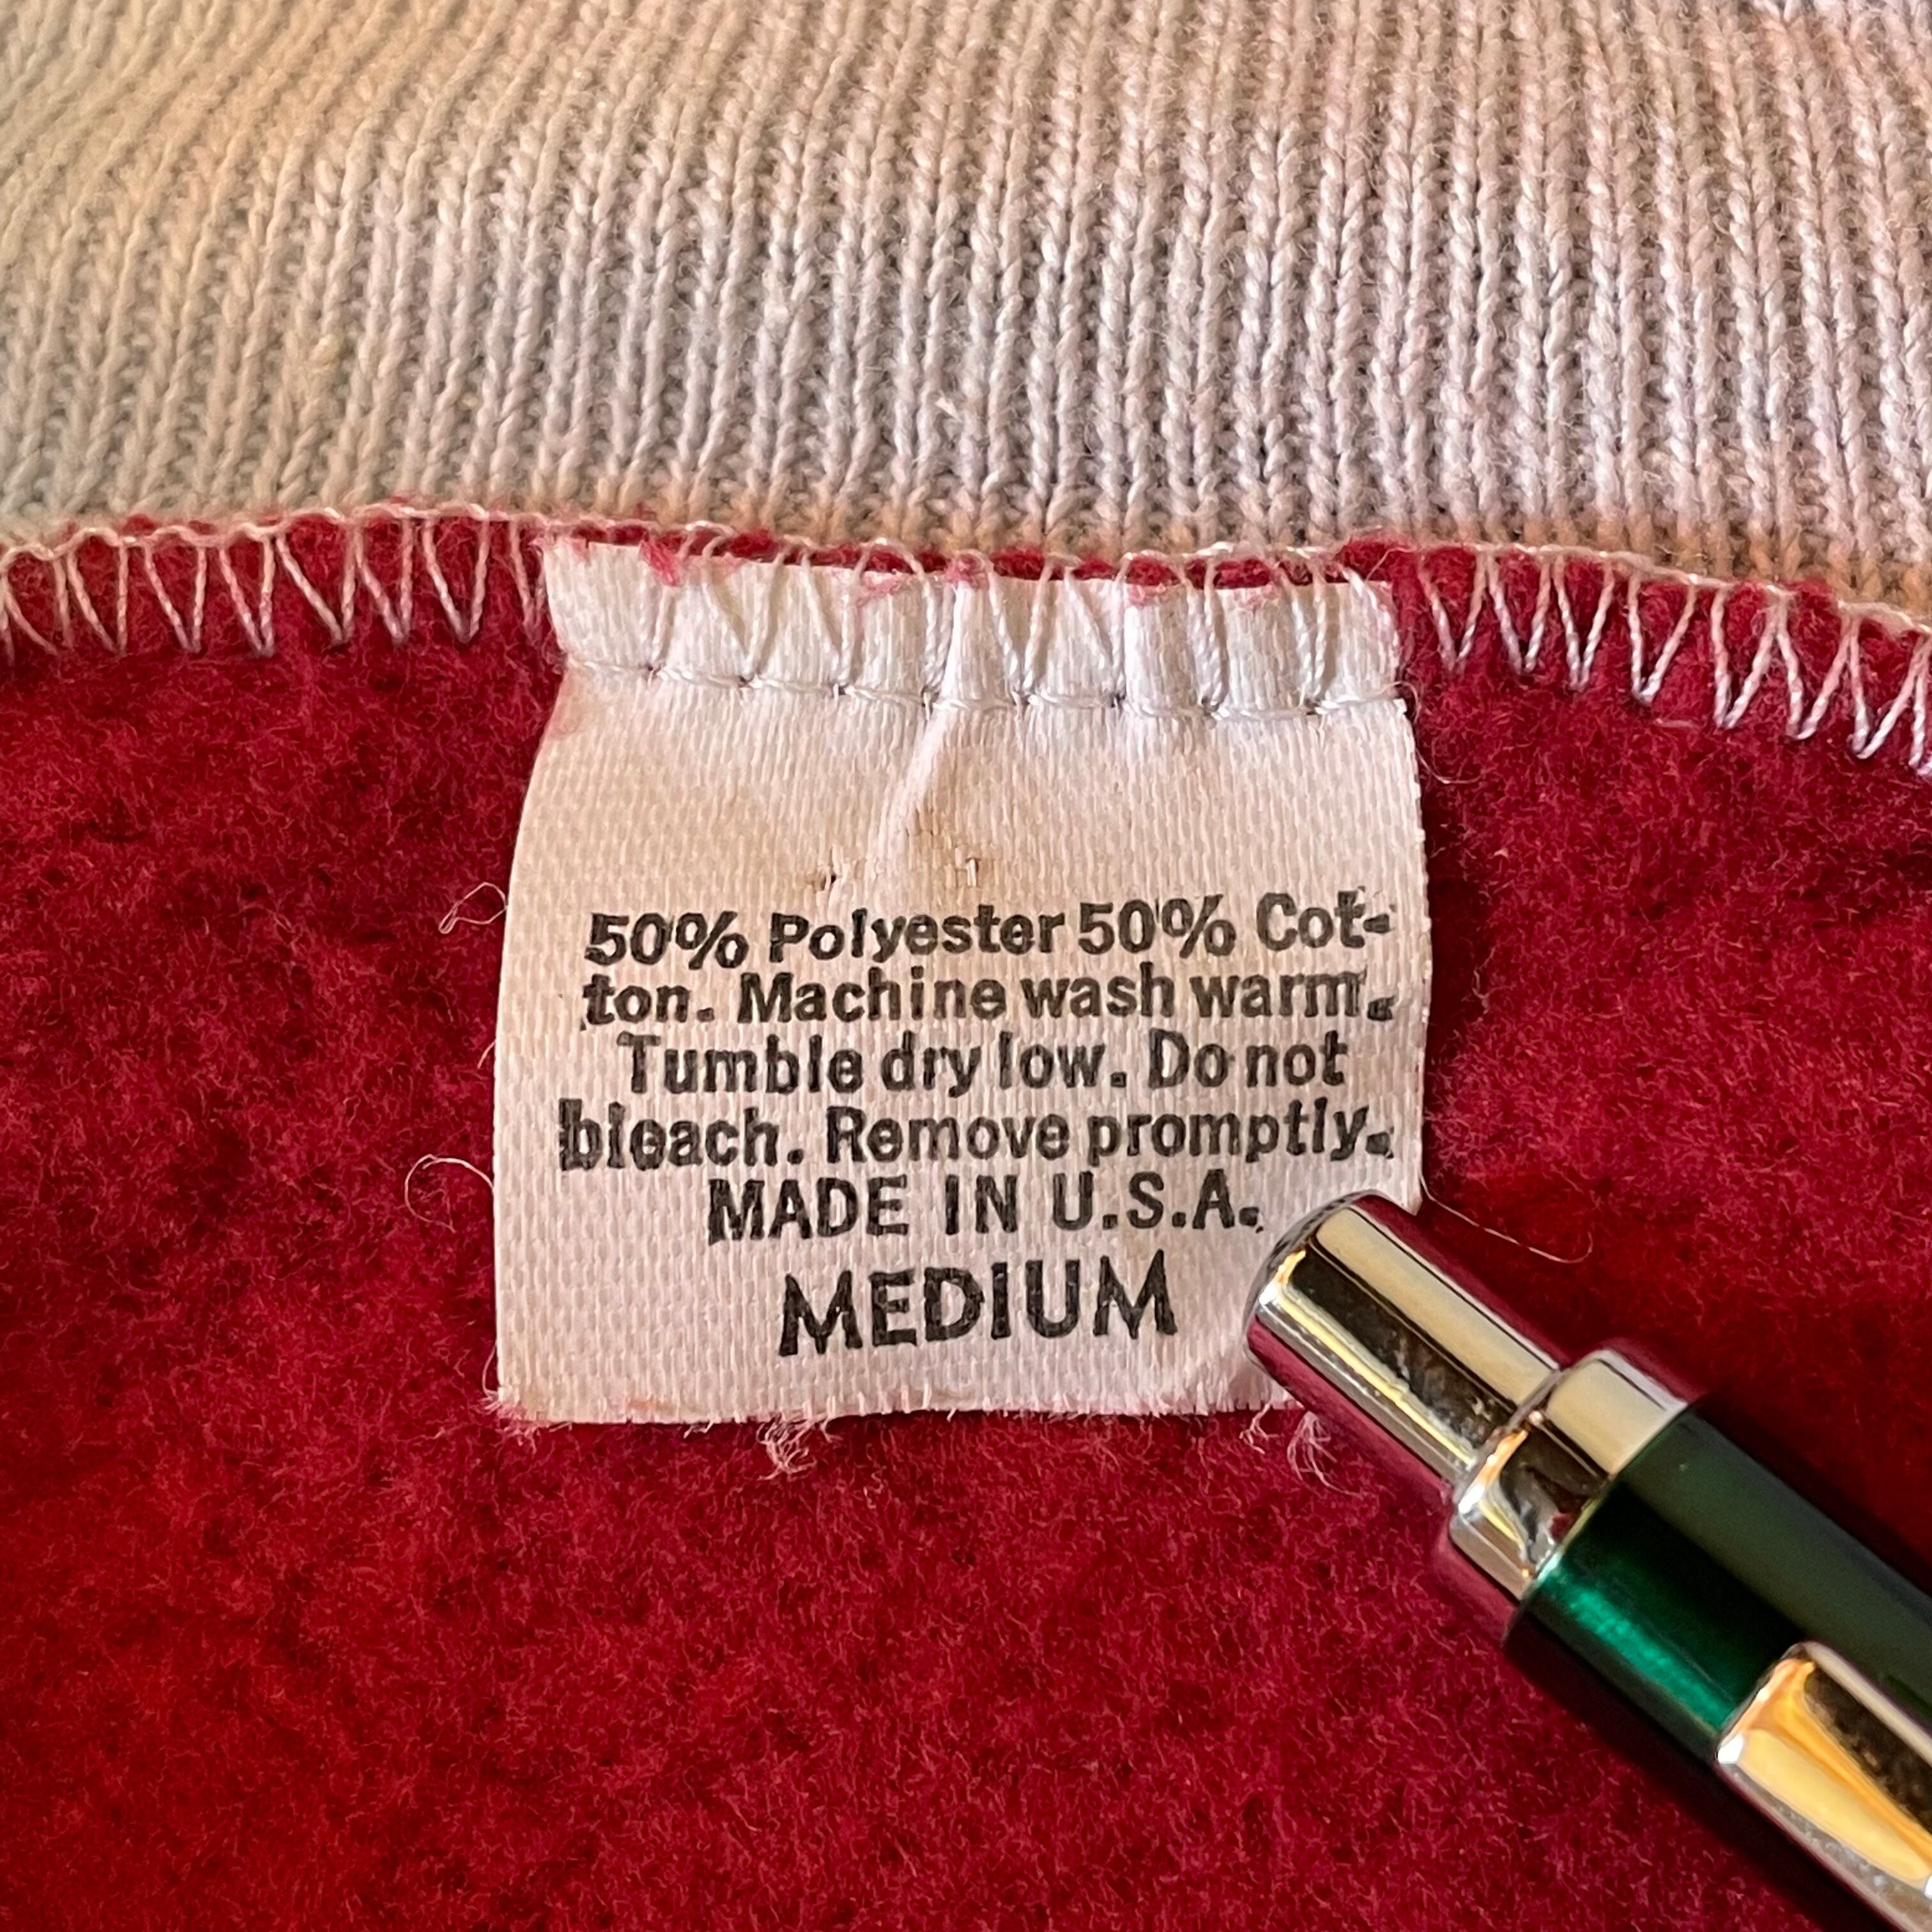 50% Polyester 50% Cot-
ton. Machine wash warm.
Tumble dry low. Do not
bleach. Remove promptly.
MADE IN U.S.A.
MEDIUM